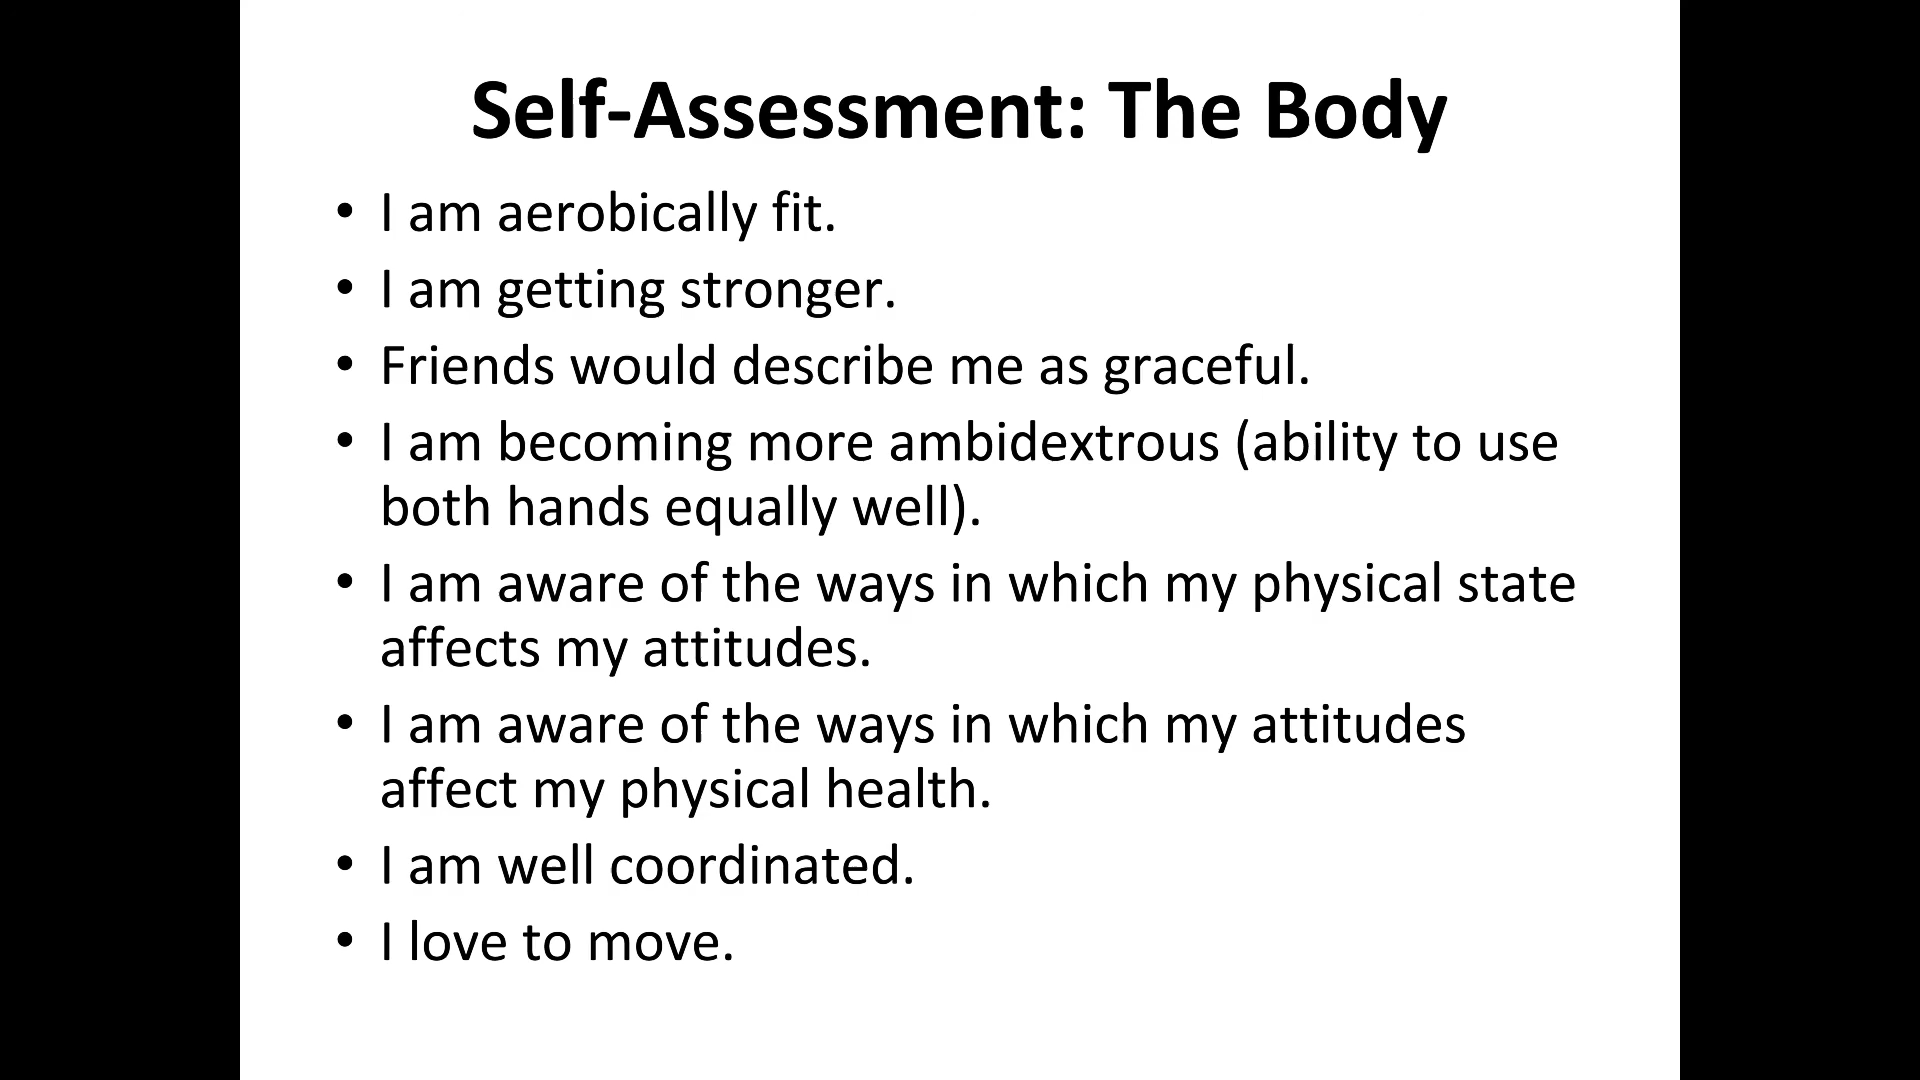 Self-Assessment: The Body
• I am aerobically fit.
• I am getting stronger.
• Friends would describe me as graceful.
• I am becoming more ambidextrous (ability to use
both hands equally well).
• I am aware of the ways in which my physical state
affects my attitudes.
• I am aware of the ways in which my attitudes
affect my physical health.
• I am well coordinated.
• I love to move.